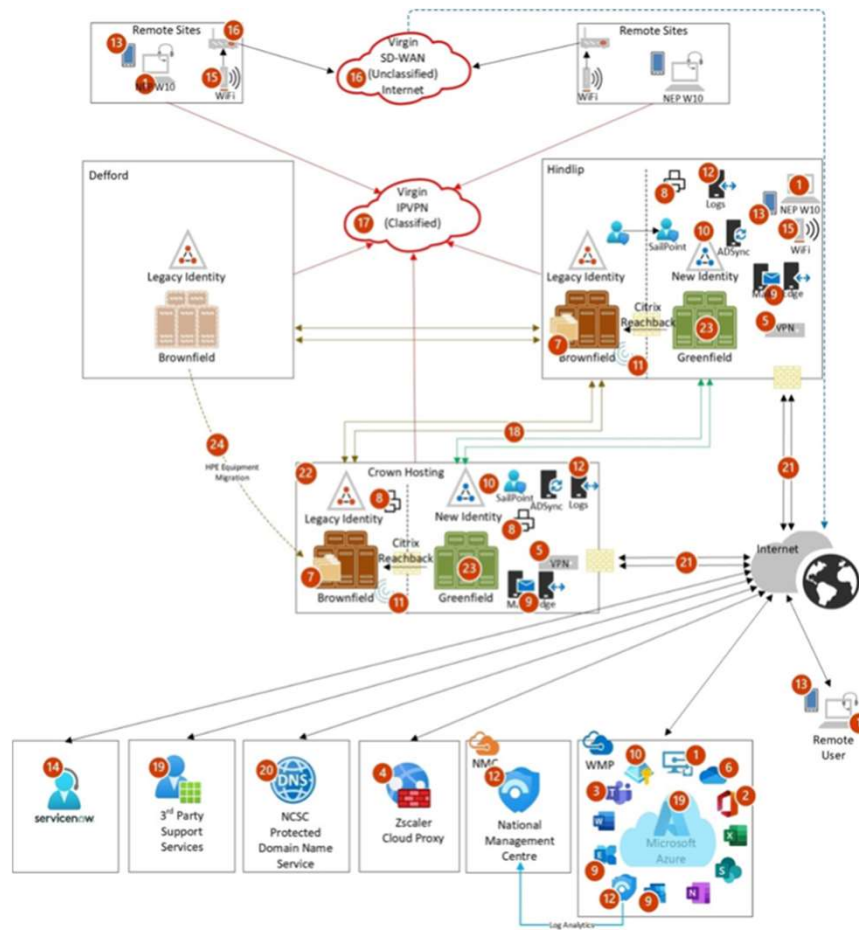 Remote Sites
13
16
1
NEP W10
15
WiFi
Virgin
SD-WAN
16
(Unclassified)
Internet
Remote Sites
WiFi
NEP W10
Defford
Legacy Identity
Brownfield
Virgin
IPVPN
17
(Classified)
Hindlip
8
12
Logs
1
NEP W10
13
15
WiFi
SailPoint
10
ADSync
Legacy Identity
New Identity
9
Citrix
Reachback
5
VPN
7
Brownfield
11
23
Greenfield
24
HPE Equipment
Migration
18
21
22
Crown Hosting
8
Legacy Identity
10
New Identity
SailPoint
ADSync
12
Logs
8
Citrix
Reachback
5
VPN
7
Brownfield
11
23
Greenfield
9
21
Internet
13
Remote
User
14
servicenow
19
3rd Party
Support
Services
20
DNS
NCSC
Protected
Domain Name
Service
4
Zscaler
Cloud Proxy
NMC
12
National
Management
Centre
WMP
10
1
6
3
T
19
2
W
Microsoft
Azure
X
E
9
S
12
9
N
Log Analytics